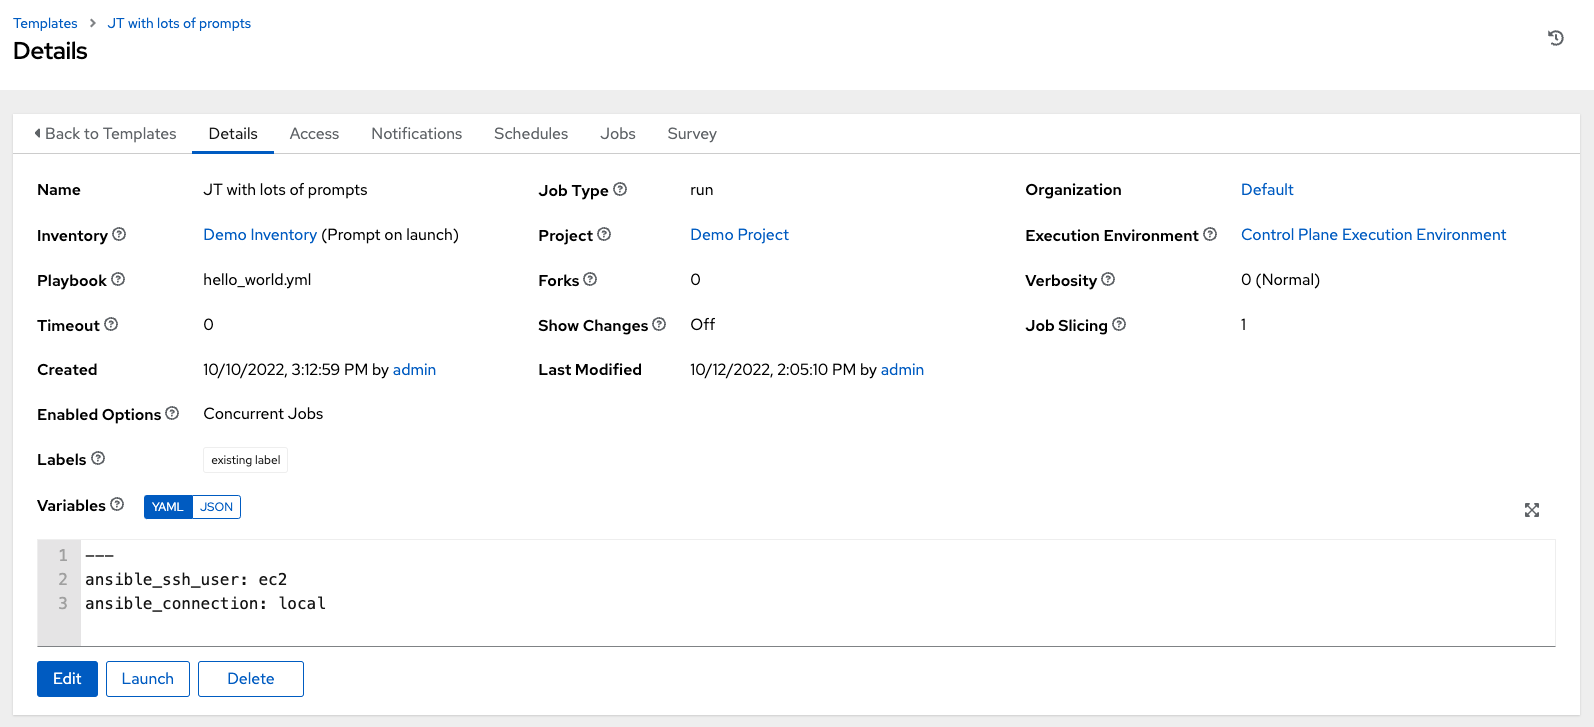 Templates > JT with lots of prompts
Details
Back to Templates Details Access Notifications Schedules Jobs Survey
Name JT with lots of prompts Job Type run Organization Default
Inventory Demo Inventory (Prompt on launch) Project Demo Project Execution Environment Control Plane Execution Environment
Playbook hello_world.yml Forks 0 Verbosity 0 (Normal)
Timeout 0 Show Changes Off Job Slicing 1
Created 10/10/2022, 3:12:59 PM by admin Last Modified 10/12/2022, 2:05:10 PM by admin
Enabled Options Concurrent Jobs
Labels existing label
Variables YAML JSON
1 ---
2 ansible_ssh_user: ec2
3 ansible_connection: local
Edit Launch Delete